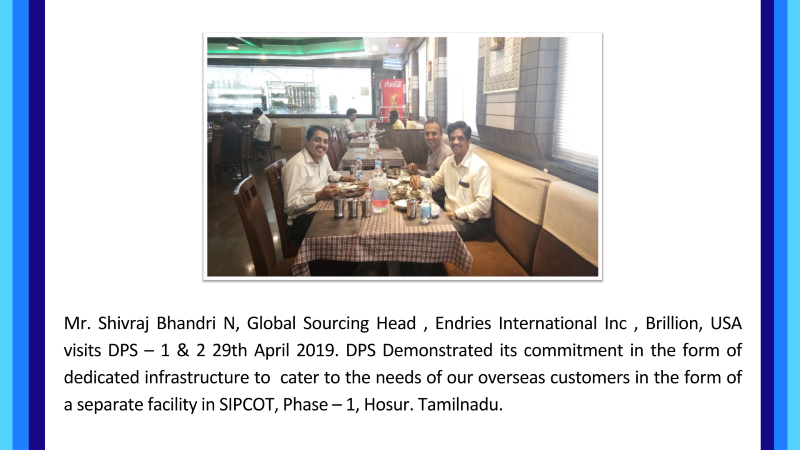 Coca-Cola
Mr. Shivraj Bhandri N, Global Sourcing Head , Endries International Inc , Brillion, USA
visits DPS – 1 & 2 29th April 2019. DPS Demonstrated its commitment in the form of
dedicated infrastructure to  cater to the needs of our overseas customers in the form of
a separate facility in SIPCOT, Phase – 1, Hosur. Tamilnadu.